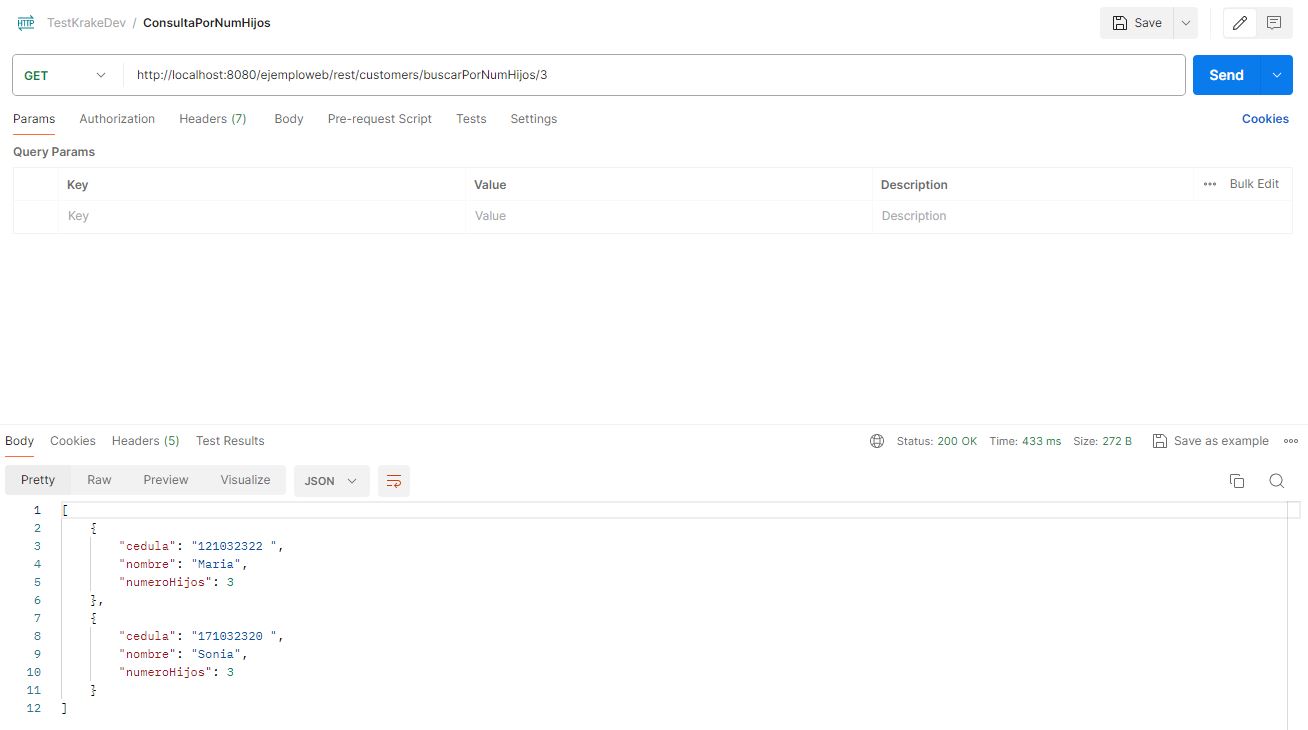 HTTP TestKrakeDev / ConsultaPorNumHijos Save
GET http://localhost:8080/ejemploweb/rest/customers/buscarPorNumHijos/3 Send
Params Authorization Headers (7) Body Pre-request Script Tests Settings Cookies
Query Params
Key Value Description ••• Bulk Edit
Key Value Description
Body Cookies Headers (5) Test Results Status: 200 OK Time: 433 ms Size: 272 B Save as example
Pretty Raw Preview Visualize JSON
1 [
2 {
3 "cedula": "121032322 ",
4 "nombre": "Maria",
5 "numeroHijos": 3
6 },
7 {
8 "cedula": "171032320 ",
9 "nombre": "Sonia",
10 "numeroHijos": 3
11 }
12 ]